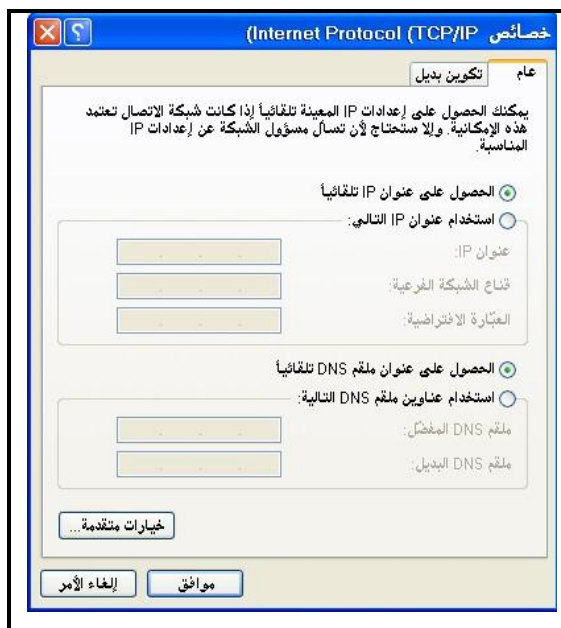 خصائص Internet Protocol (TCP/IP)
عام
تكوين بديل
يمكنك الحصول على إعدادات IP المعينة تلقائياً إذا كانت شبكة الاتصال تعتمد
هذه الإمكانية. وإلا ستحتاج لأن تسأل مسؤول الشبكة عن إعدادات IP
المناسبة.
الحصول على عنوان IP تلقائياً
استخدام عنوان IP التالي:
عنوان IP:
قناع الشبكة الفرعية:
العبّارة الافتراضية:
الحصول على عنوان ملقم DNS تلقائياً
استخدام عناوين ملقم DNS التالية:
ملقم DNS المفضّل:
ملقم DNS البديل:
خيارات متقدمة...
موافق
إلغاء الأمر